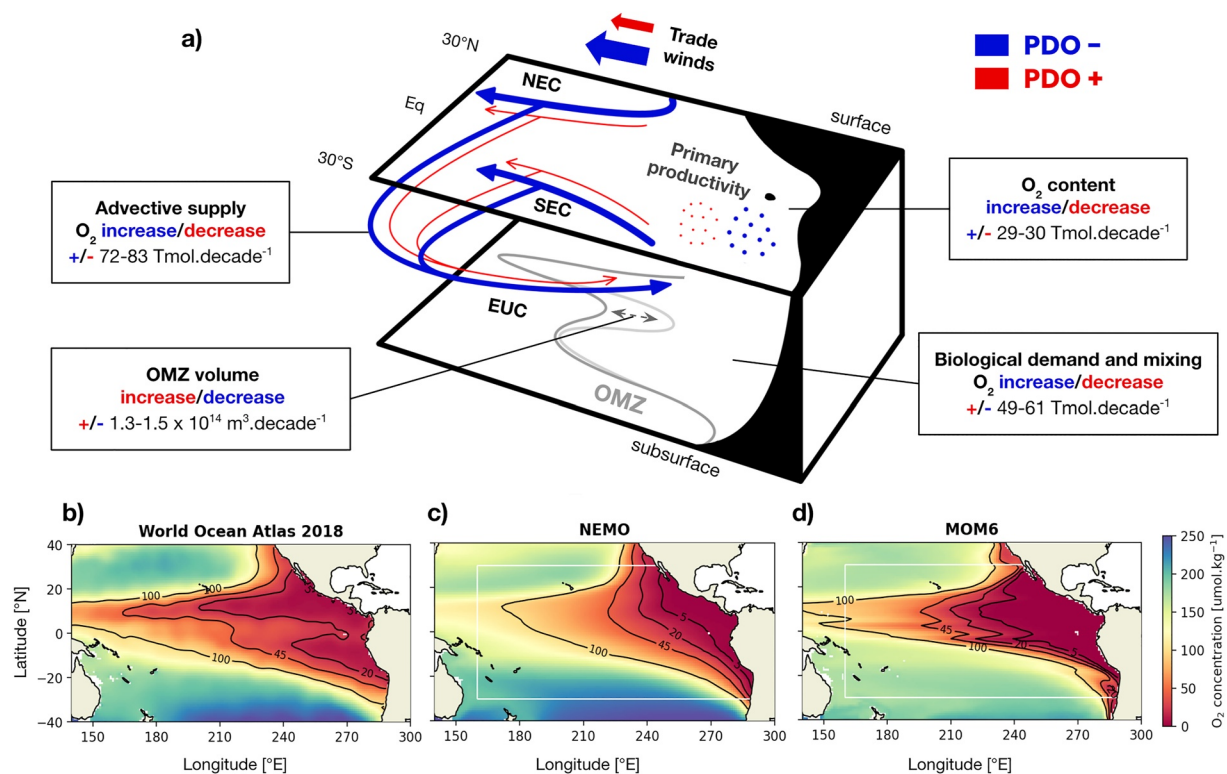 a)
30°N
Eq
30°S
Trade
winds
PDO −
PDO +
NEC
surface
Primary
productivity
SEC
EUC
OMZ
subsurface
Advective supply
O₂ increase/decrease
+/- 72-83 Tmol.decade⁻¹
O₂ content
increase/decrease
+/- 29-30 Tmol.decade⁻¹
OMZ volume
increase/decrease
+/- 1.3-1.5 x 10¹⁴ m³.decade⁻¹
Biological demand and mixing
O₂ increase/decrease
+/- 49-61 Tmol.decade⁻¹
b)
World Ocean Atlas 2018
Latitude [°N]
40
20
0
−20
−40
100
100
45
20
100
150
180
210
240
270
300
Longitude [°E]
c)
NEMO
5
20
45
100
150
180
210
240
270
300
Longitude [°E]
d)
MOM6
100
45
5
20
100
150
180
210
240
270
300
Longitude [°E]
250
200
150
100
50
0
O₂ concentration [umol.kg⁻¹]